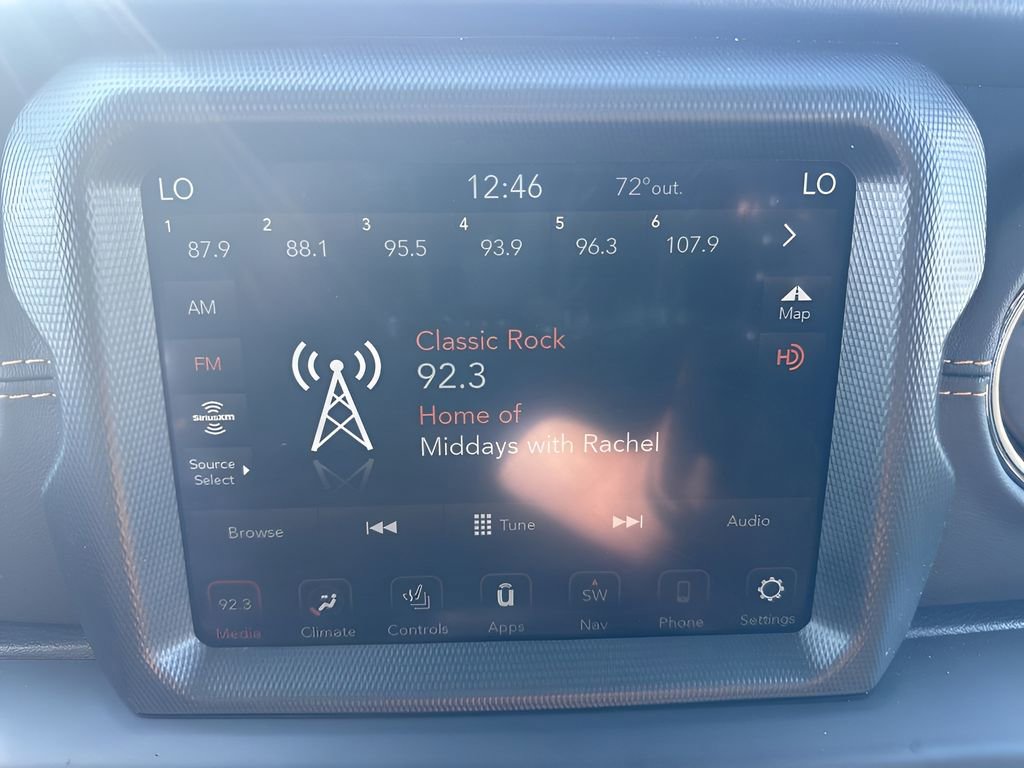 LO 12:46 72°out. LO
1 2 3 4 5 6
87.9 88.1 95.5 93.9 96.3 107.9
AM
Map
Classic Rock
FM
HD
92.3
Home of
SiriusXM
Middays with Rachel
Source
Select
Browse Tune Audio
92.3 SW
Media Climate Controls Apps Nav Phone Settings